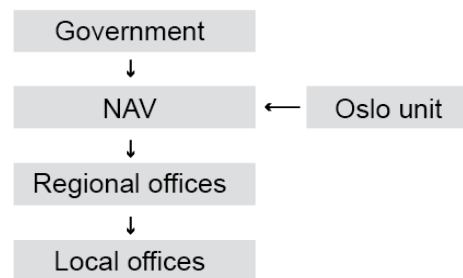 Government
NAV
Oslo unit
Regional offices
Local offices